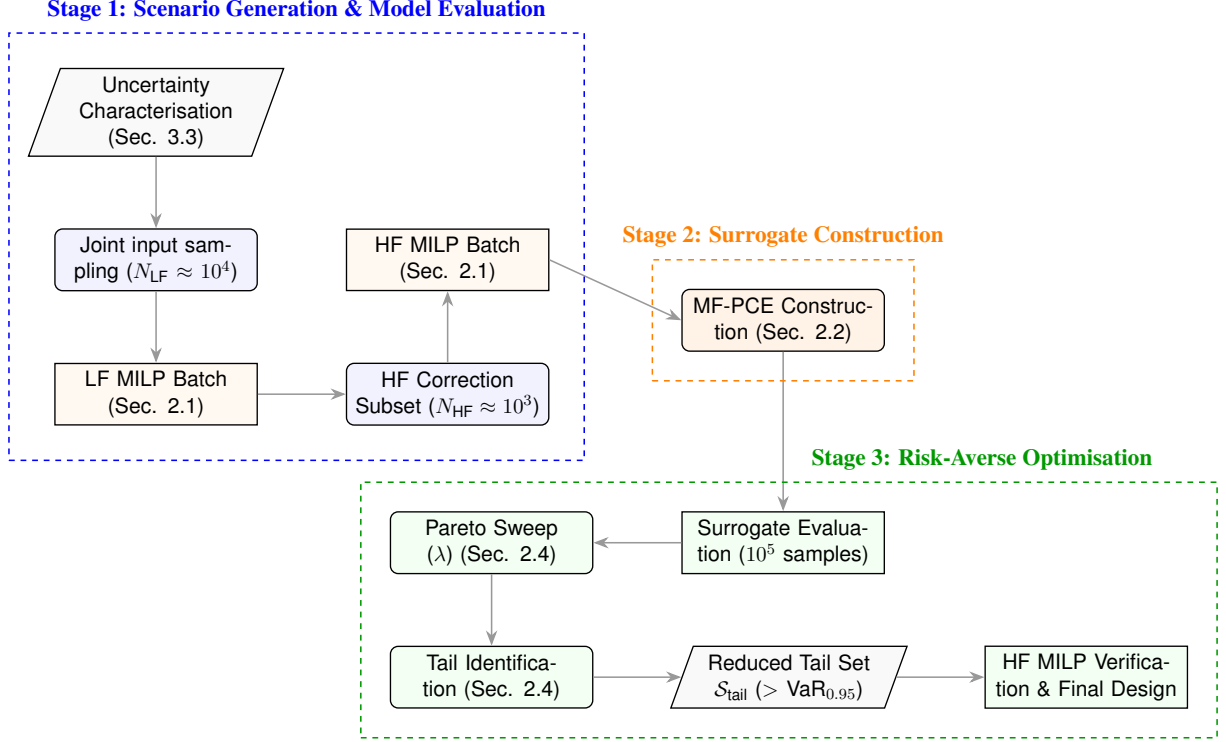 Stage 1: Scenario Generation & Model Evaluation
Uncertainty
Characterisation
(Sec. 3.3)
Joint input sam-
pling (N_LF ≈ 10^4)
LF MILP Batch
(Sec. 2.1)
HF Correction
Subset (N_HF ≈ 10^3)
HF MILP Batch
(Sec. 2.1)
Stage 2: Surrogate Construction
MF-PCE Construc-
tion (Sec. 2.2)
Stage 3: Risk-Averse Optimisation
Surrogate Evalua-
tion (10^5 samples)
Pareto Sweep
(λ) (Sec. 2.4)
Tail Identifica-
tion (Sec. 2.4)
Reduced Tail Set
S_tail (> VaR_0.95)
HF MILP Verifica-
tion & Final Design